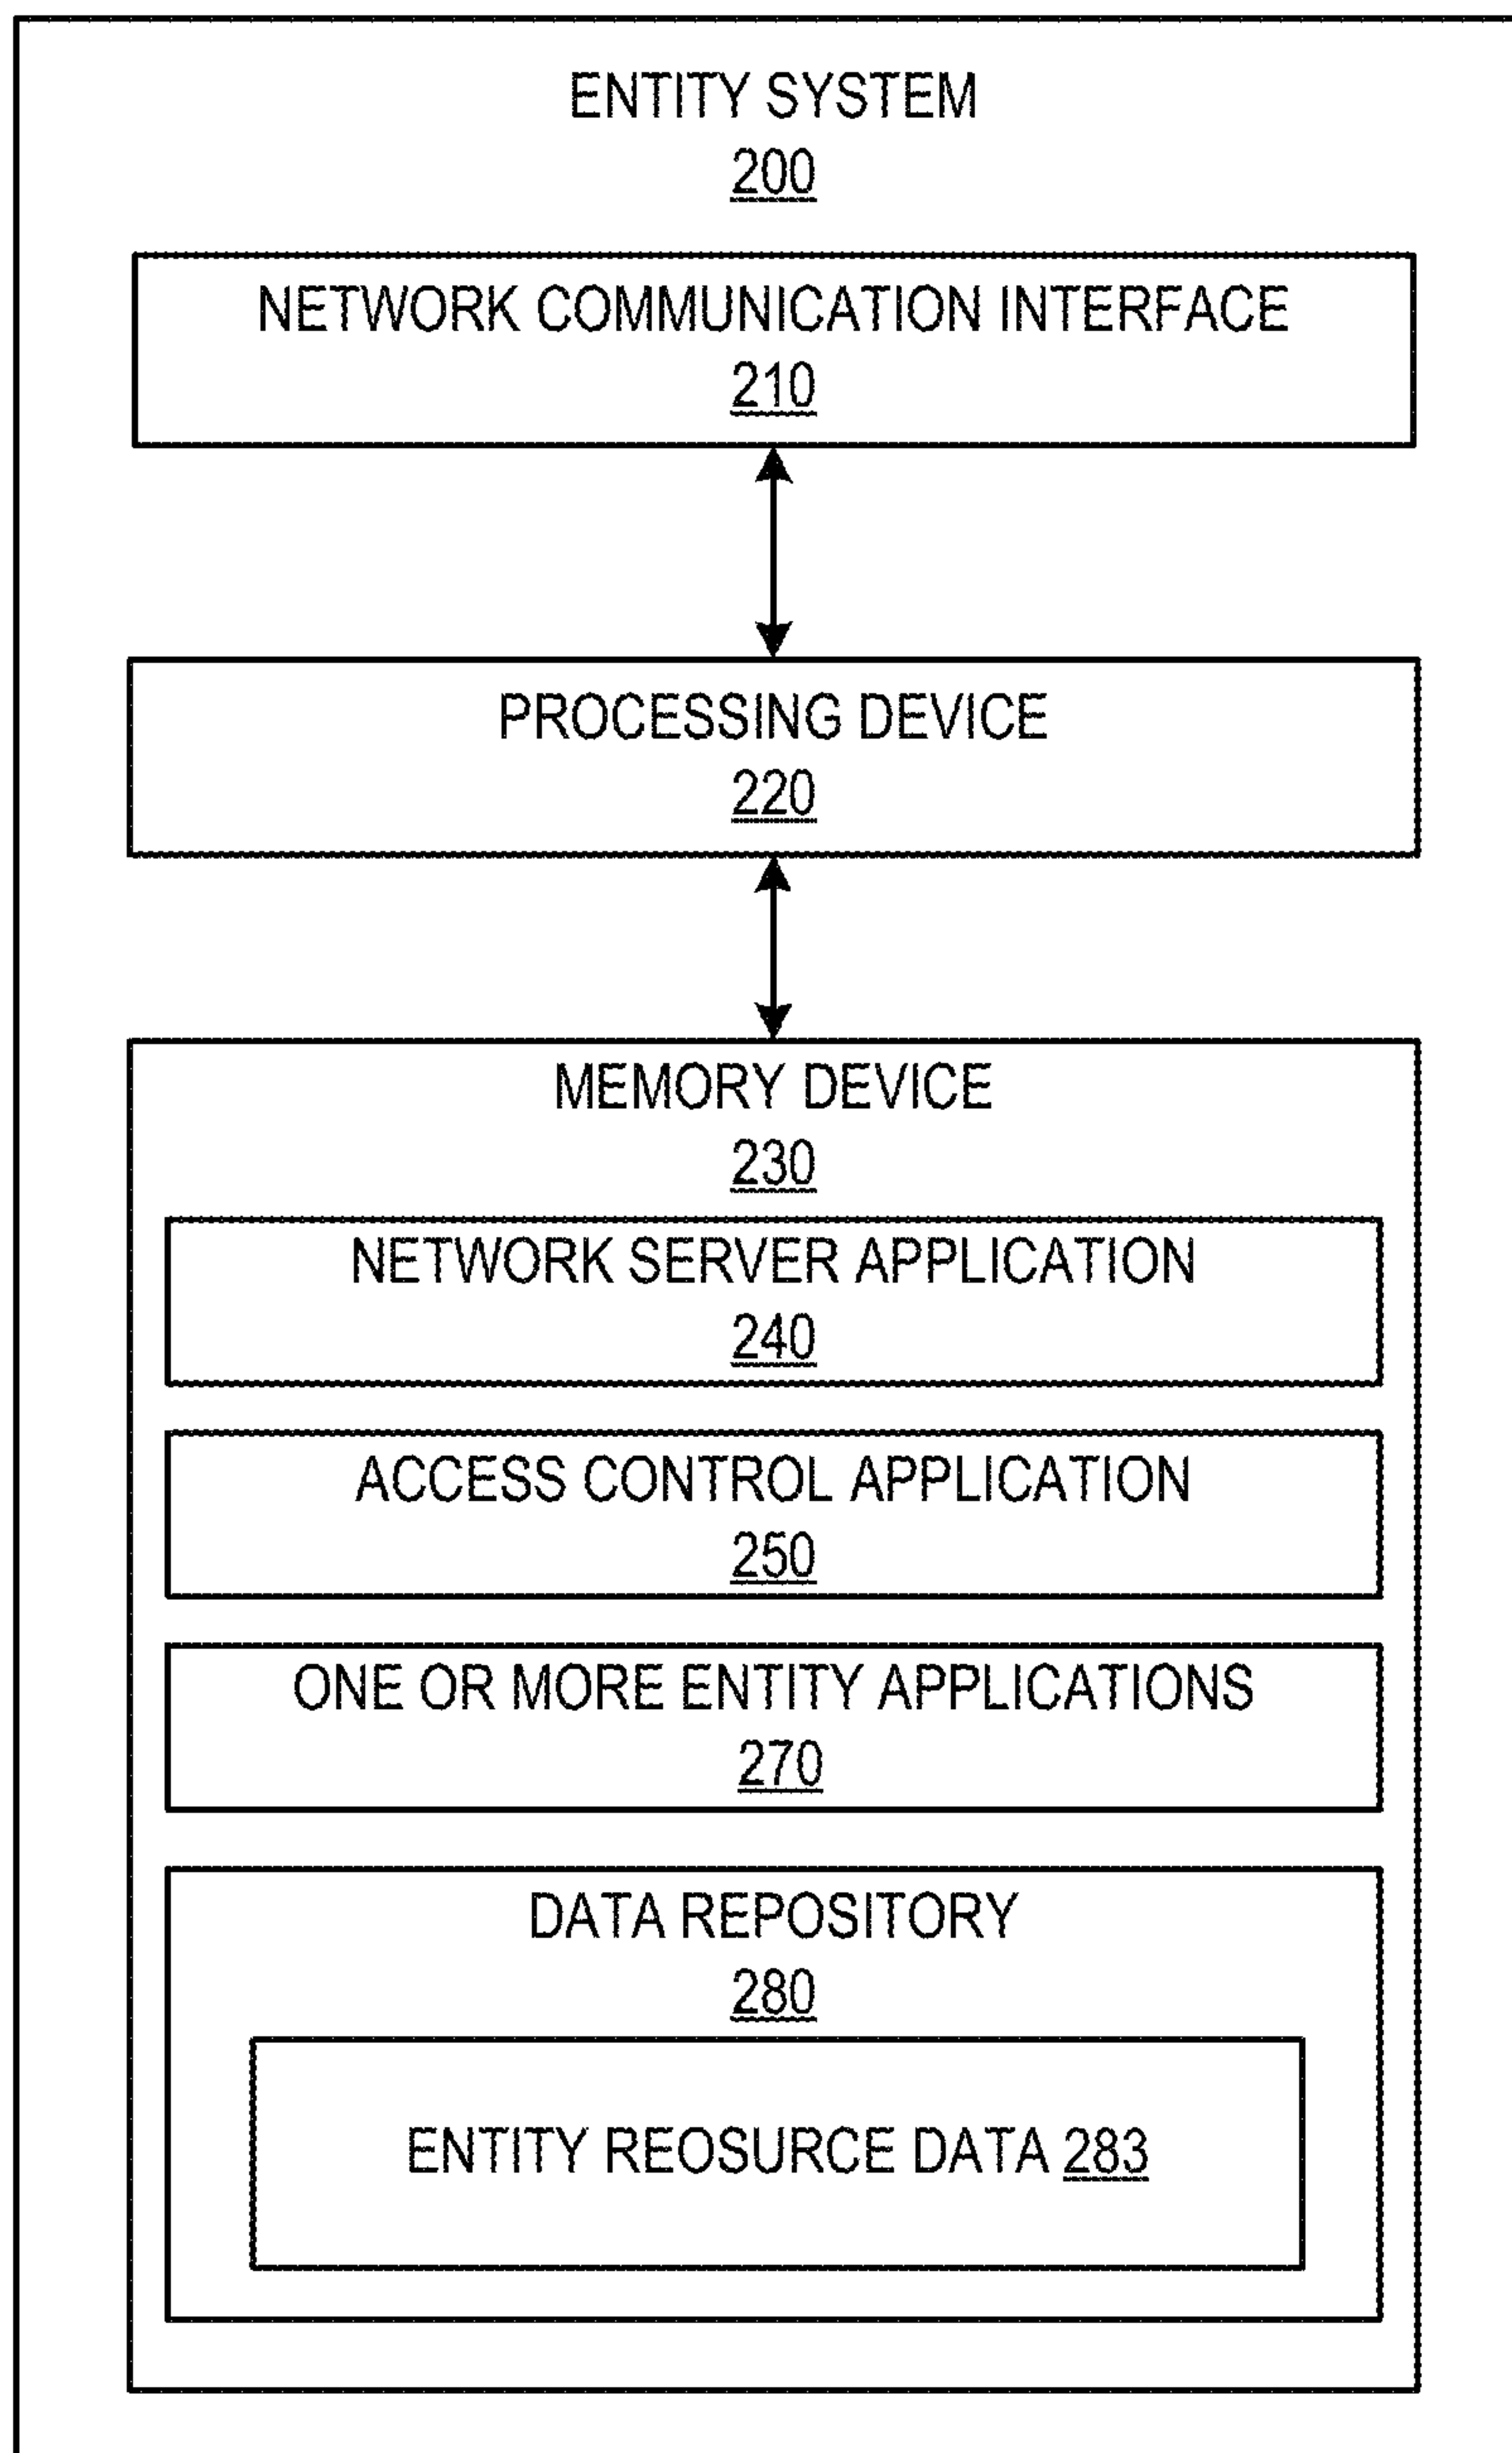 ENTITY SYSTEM
200
NETWORK COMMUNICATION INTERFACE
210
PROCESSING DEVICE
220
MEMORY DEVICE
230
NETWORK SERVER APPLICATION
240
ACCESS CONTROL APPLICATION
250
ONE OR MORE ENTITY APPLICATIONS
270
DATA REPOSITORY
280
ENTITY REOSURCE DATA 283